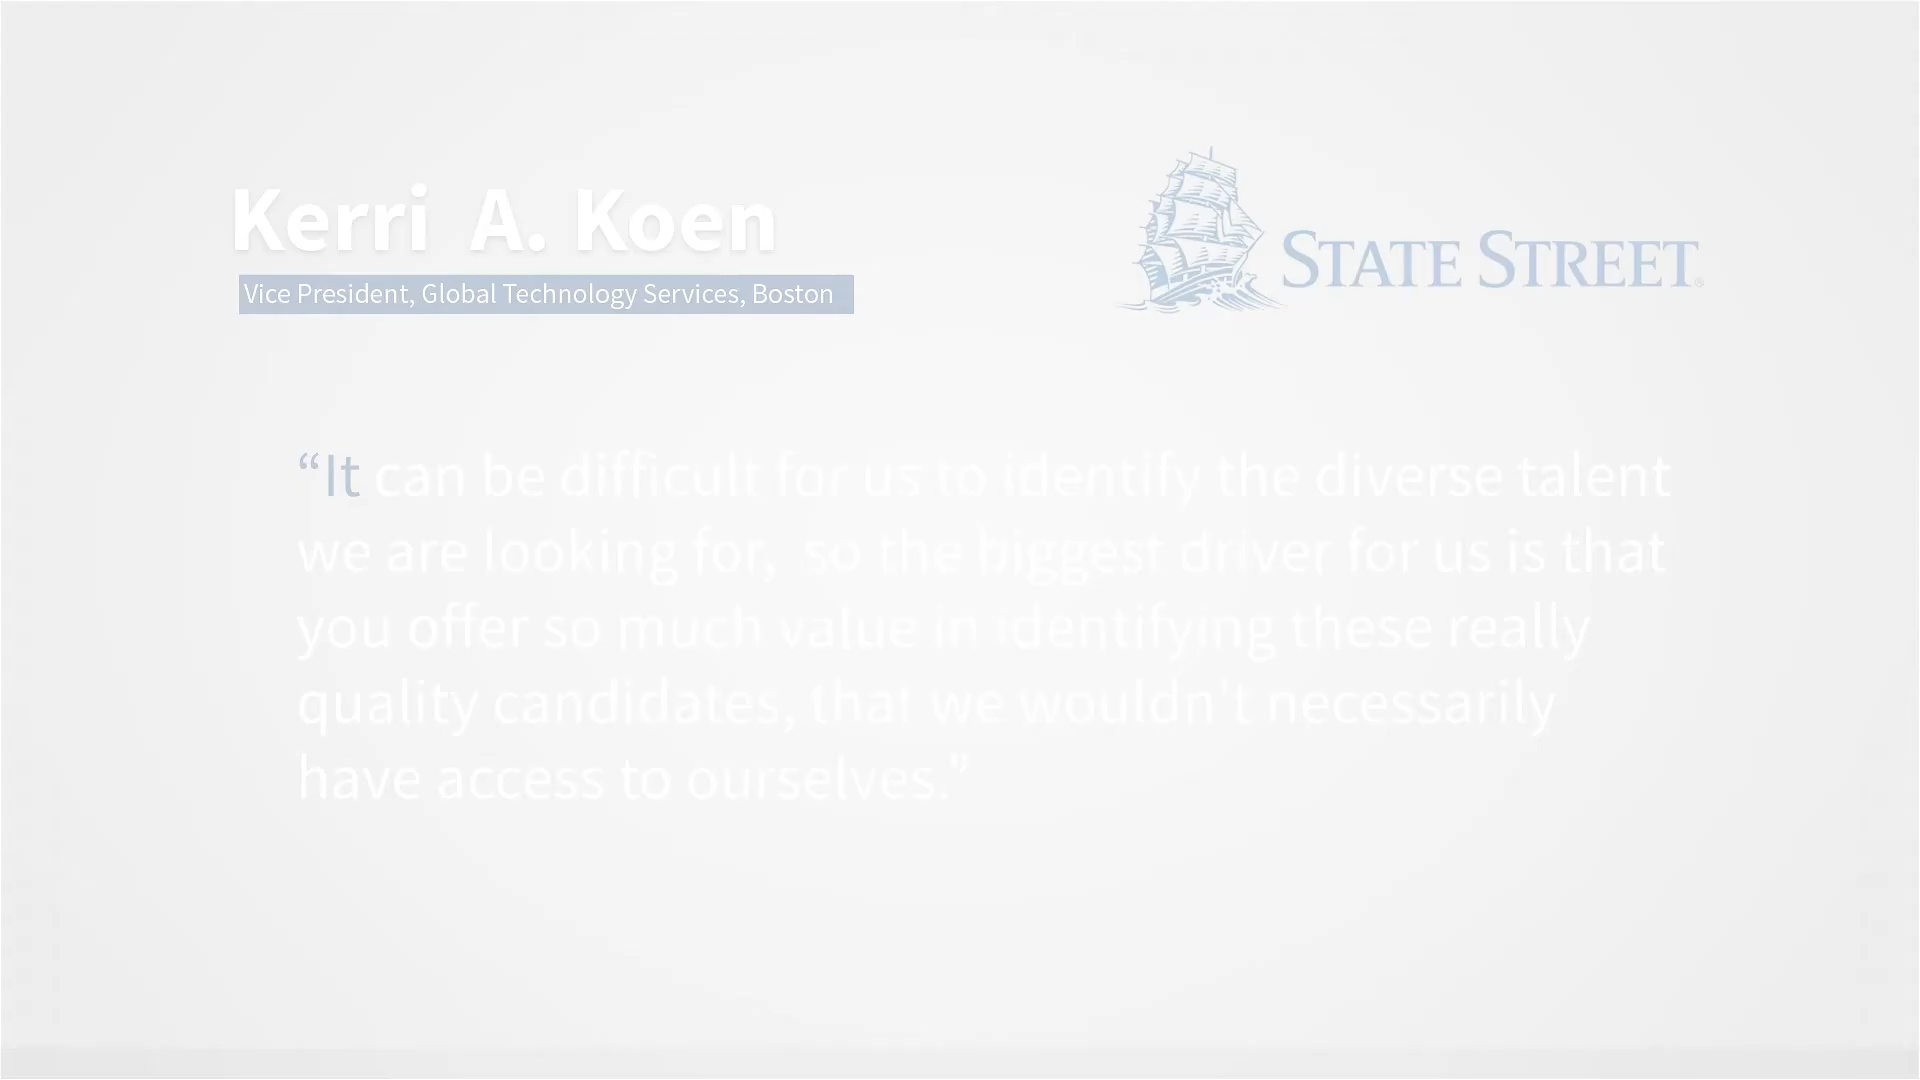 Kerri A. Koen
Vice President, Global Technology Services, Boston
STATE STREET®
“It can be difficult for us to identify the diverse talent
we are looking for, so the biggest driver for us is that
you offer so much value in identifying these really
quality candidates, that we wouldn’t necessarily
have access to ourselves.”